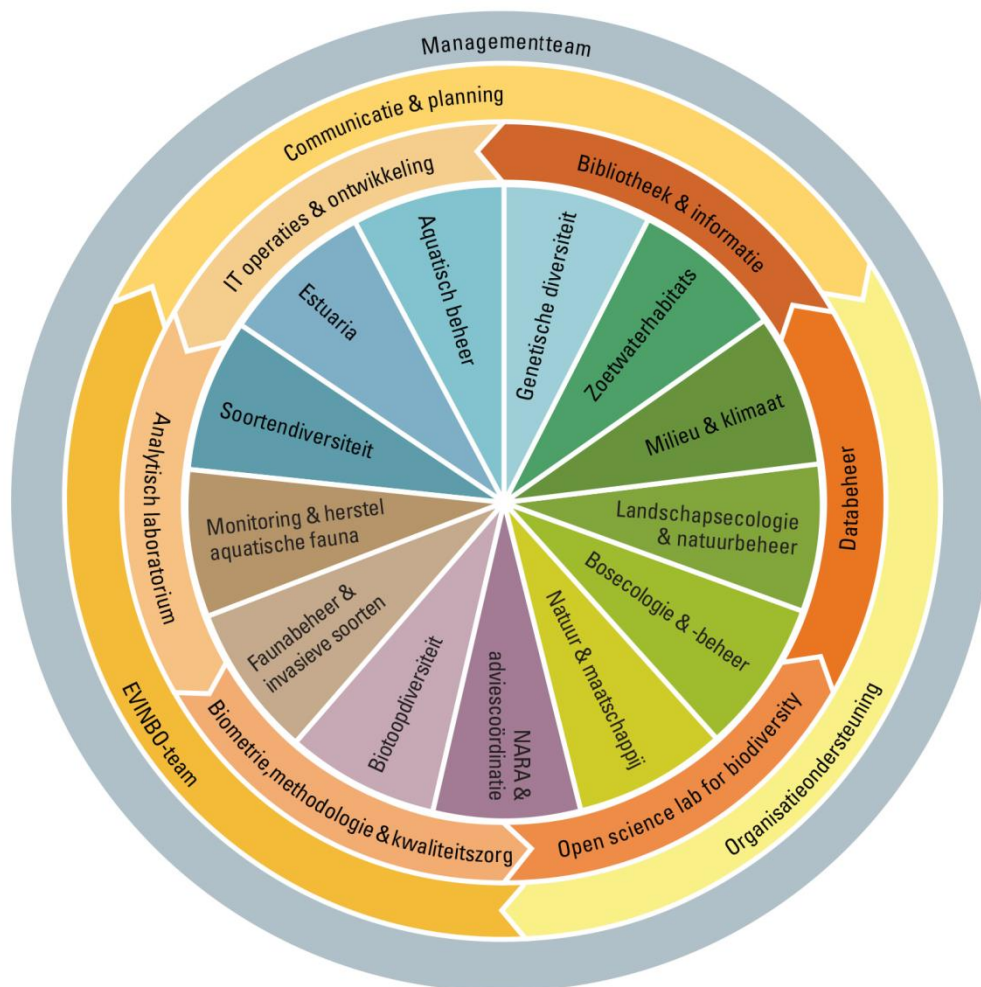 Managementteam
Communicatie & planning
IT operaties & ontwikkeling
Bibliotheek & informatie
Aquatisch beheer
Genetische diversiteit
Estuaria
Zoetwaterhabitats
Soortendiversiteit
Milieu & klimaat
Analytisch laboratorium
Databeheer
Monitoring & herstel
aquatische fauna
Landschapsecologie
& natuurbeheer
Faunabeheer &
invasieve soorten
Bosecologie & -beheer
Biotoopdiversiteit
NARA &
adviescoördinatie
Natuur & maatschappij
EVINBO-team
Biometrie, methodologie & kwaliteitszorg
Open science lab for biodiversity
Organisatieondersteuning